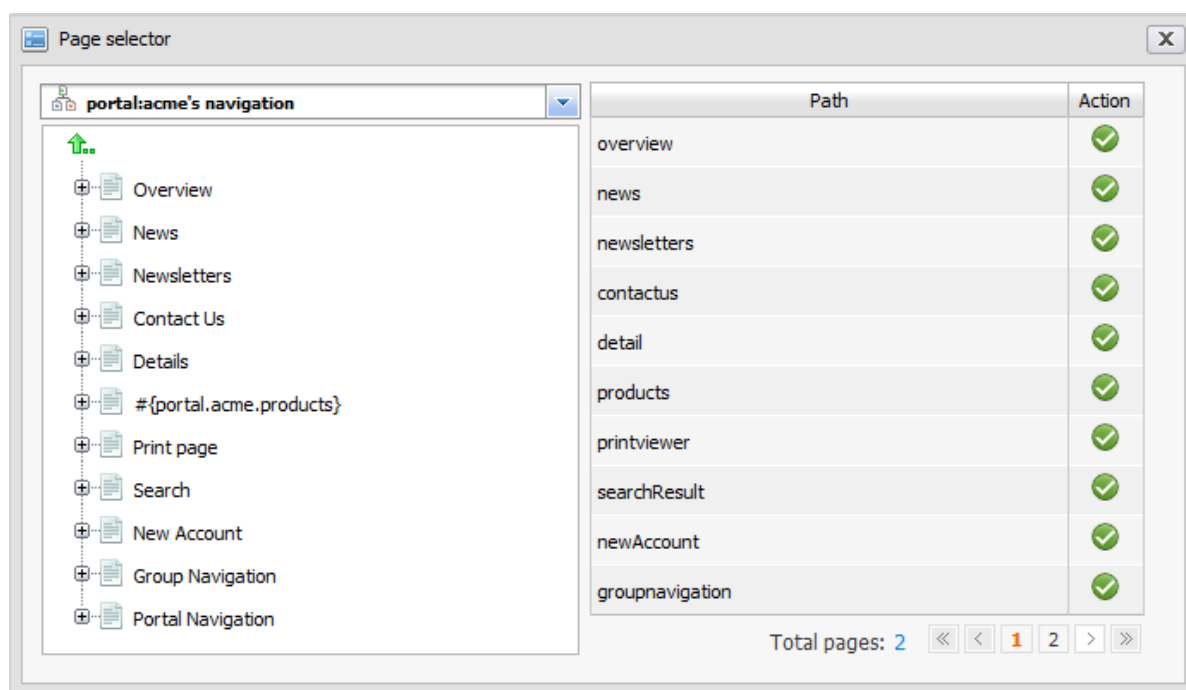 Page selector
X
portal:acme's navigation
Overview
News
Newsletters
Contact Us
Details
#{portal.acme.products}
Print page
Search
New Account
Group Navigation
Portal Navigation
Path Action
overview
news
newsletters
contactus
detail
products
printviewer
searchResult
newAccount
groupnavigation
Total pages: 2 « < 1 2 > »